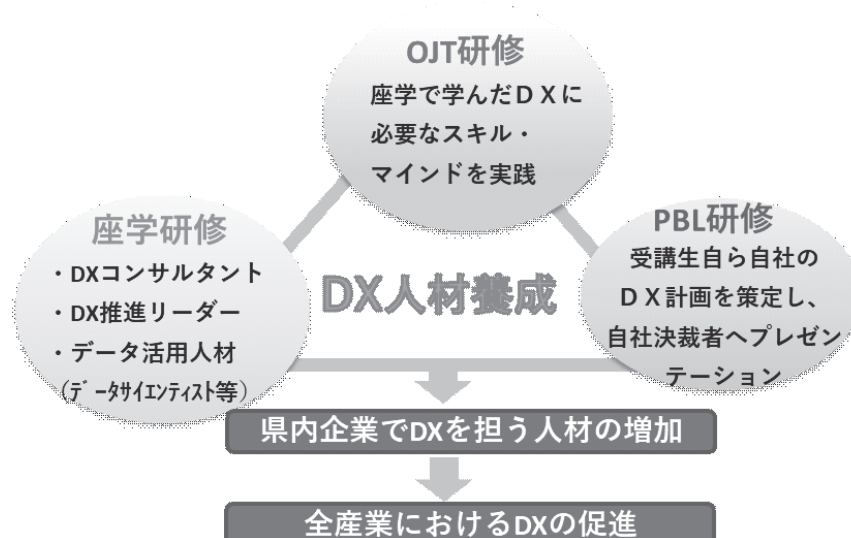 OJT研修
座学で学んだＤＸに
必要なスキル・
マインドを実践
座学研修
・DXコンサルタント
・DX推進リーダー
・データ活用人材
（ﾃﾞｰﾀｻｲｴﾝﾃｨｽﾄ等）
DX人材養成
PBL研修
受講生自ら自社の
ＤＸ計画を策定し、
自社決裁者へプレゼン
テーション
県内企業でDXを担う人材の増加
全産業におけるDXの促進